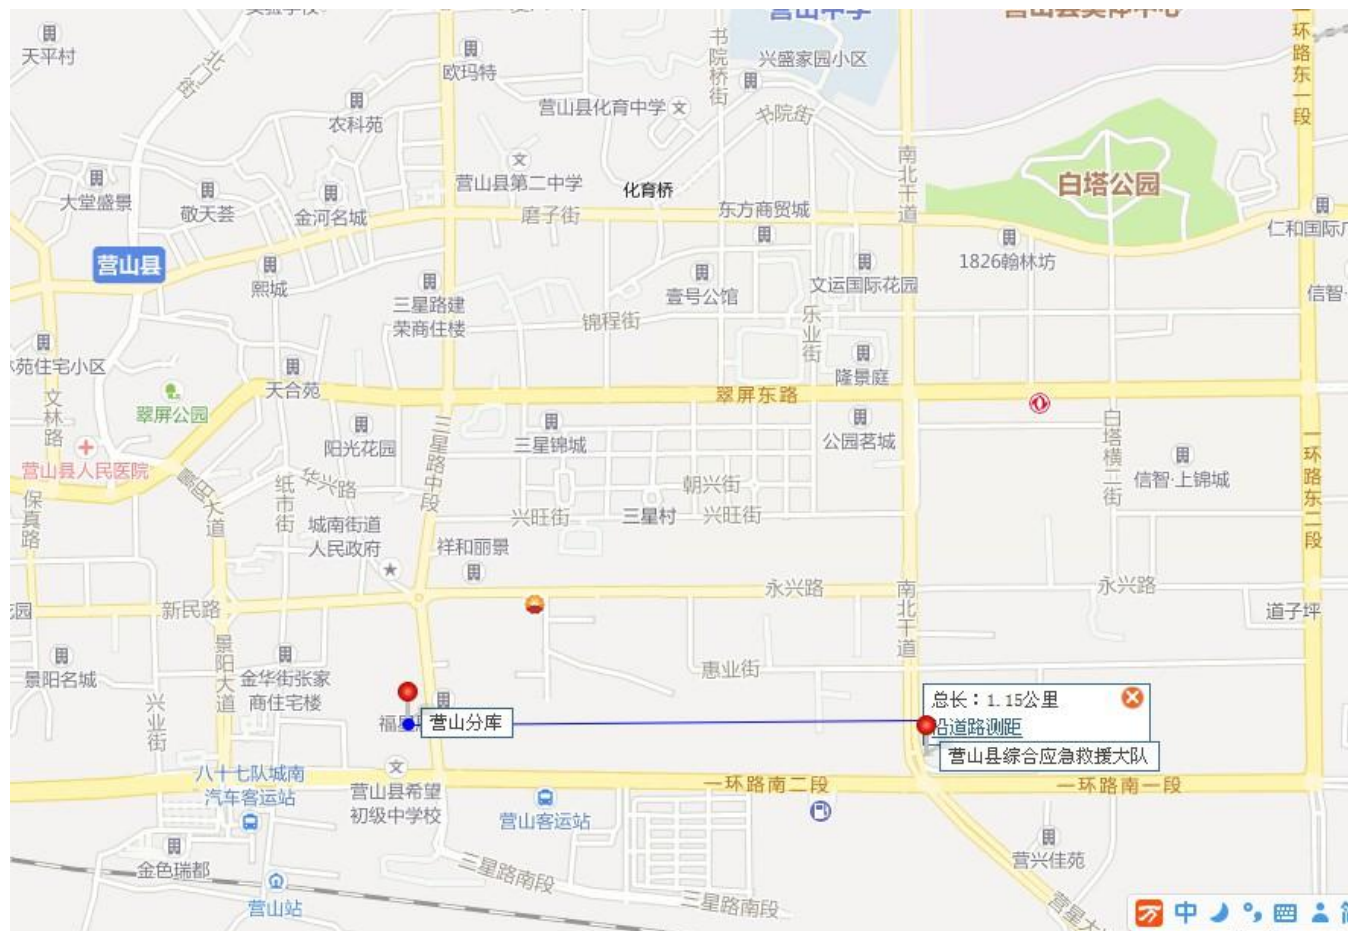 天平村
北门街
欧玛特
农科苑
书院桥街
兴盛家园小区
营山县化育中学
书院街
环路东一段
大堂盛景
敬天荟
金河名城
营山县第二中学
化育桥
南北干道
白塔公园
磨子街
东方商贸城
仁和国际
营山县
熙城
三星路建
荣商住楼
壹号公馆
文运国际花园
1826翰林坊
信智
锦程街
乐业街
苑住宅小区
文林路
翠屏公园
天合苑
隆景庭
翠屏东路
阳光花园
三星路中段
三星锦城
公园茗城
白塔横二街
一环路东二段
营山县人民医院
景阳大道
华兴路
纸市街
保真路
朝兴街
信智·上锦城
兴旺街
三星村
兴旺街
城南街道
人民政府
祥和丽景
永兴路
永兴路
花园
新民路
南北干道
道子坪
景阳名城
景阳大道
金华街张家
商住宅楼
惠业街
兴业街
福星
营山分库
总长：1.15公里
沿道路测距
营山县综合应急救援大队
八十七队城南
汽车客运站
营山县希望
初级中学校
一环路南二段
一环路南一段
营山客运站
金色瑞都
营兴佳苑
三星路南段
营山站
三星路南段
营星大
中